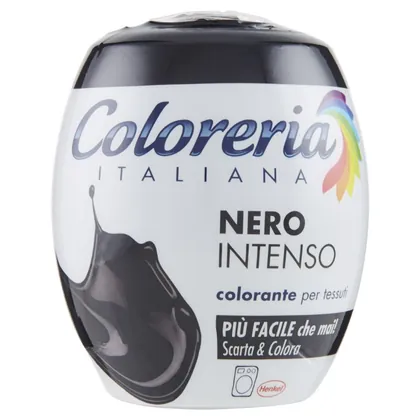 Coloreria
ITALIANA
NERO
INTENSO
colorante per tessuti
PIÙ FACILE che mai!
Scarta & Colora
Henkel